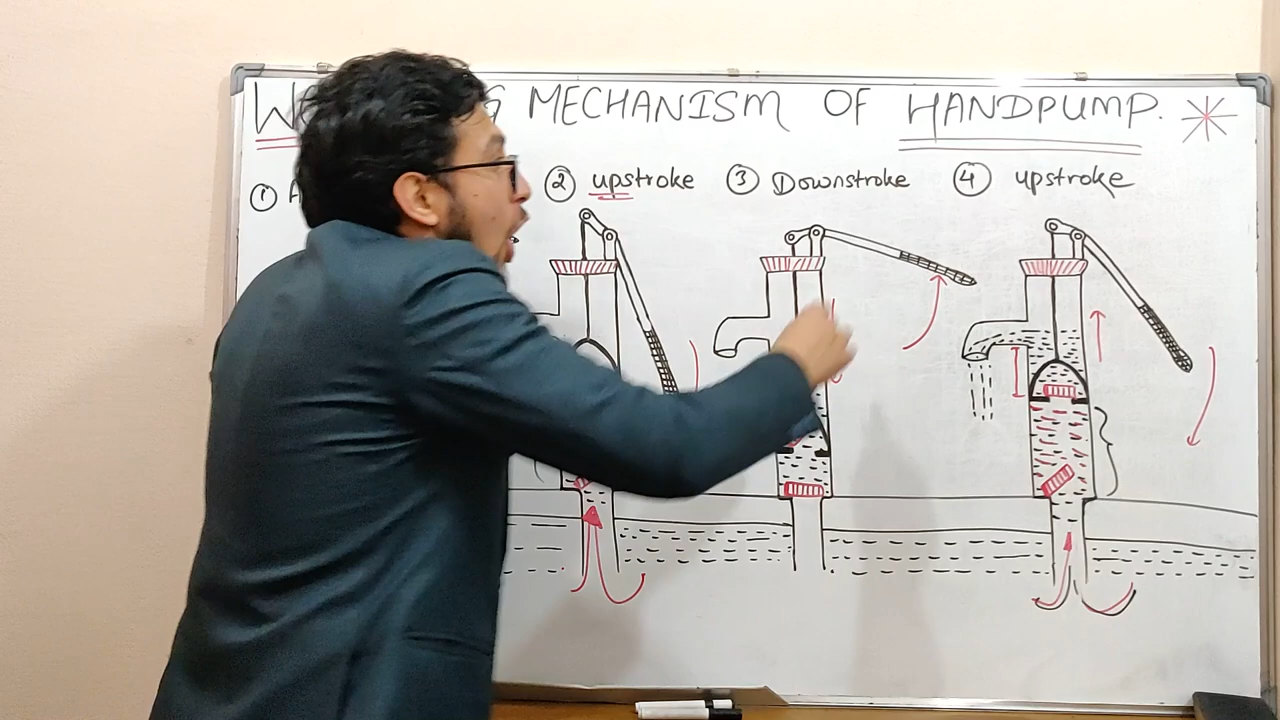 MECHANISM OF HANDPUMP.
① ② upstroke ③ Downstroke ④ upstroke